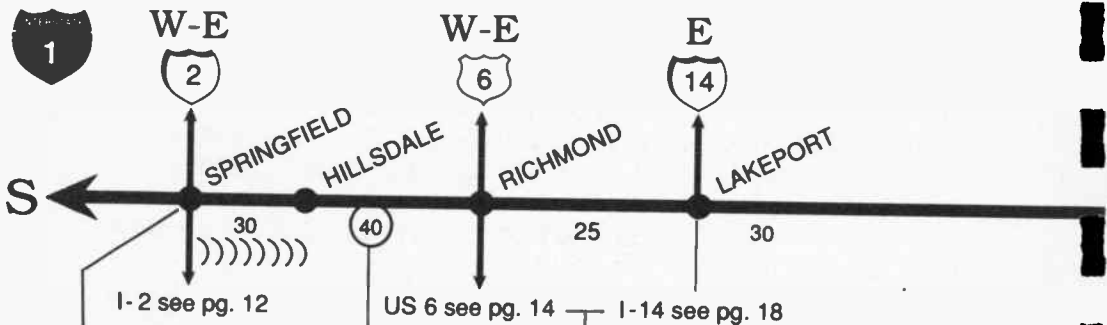 INTERSTATE
1
W-E
2
W-E
6
E
14
SPRINGFIELD
HILLSDALE
RICHMOND
LAKEPORT
S
30
40
25
30
I-2 see pg. 12
US 6 see pg. 14
I-14 see pg. 18